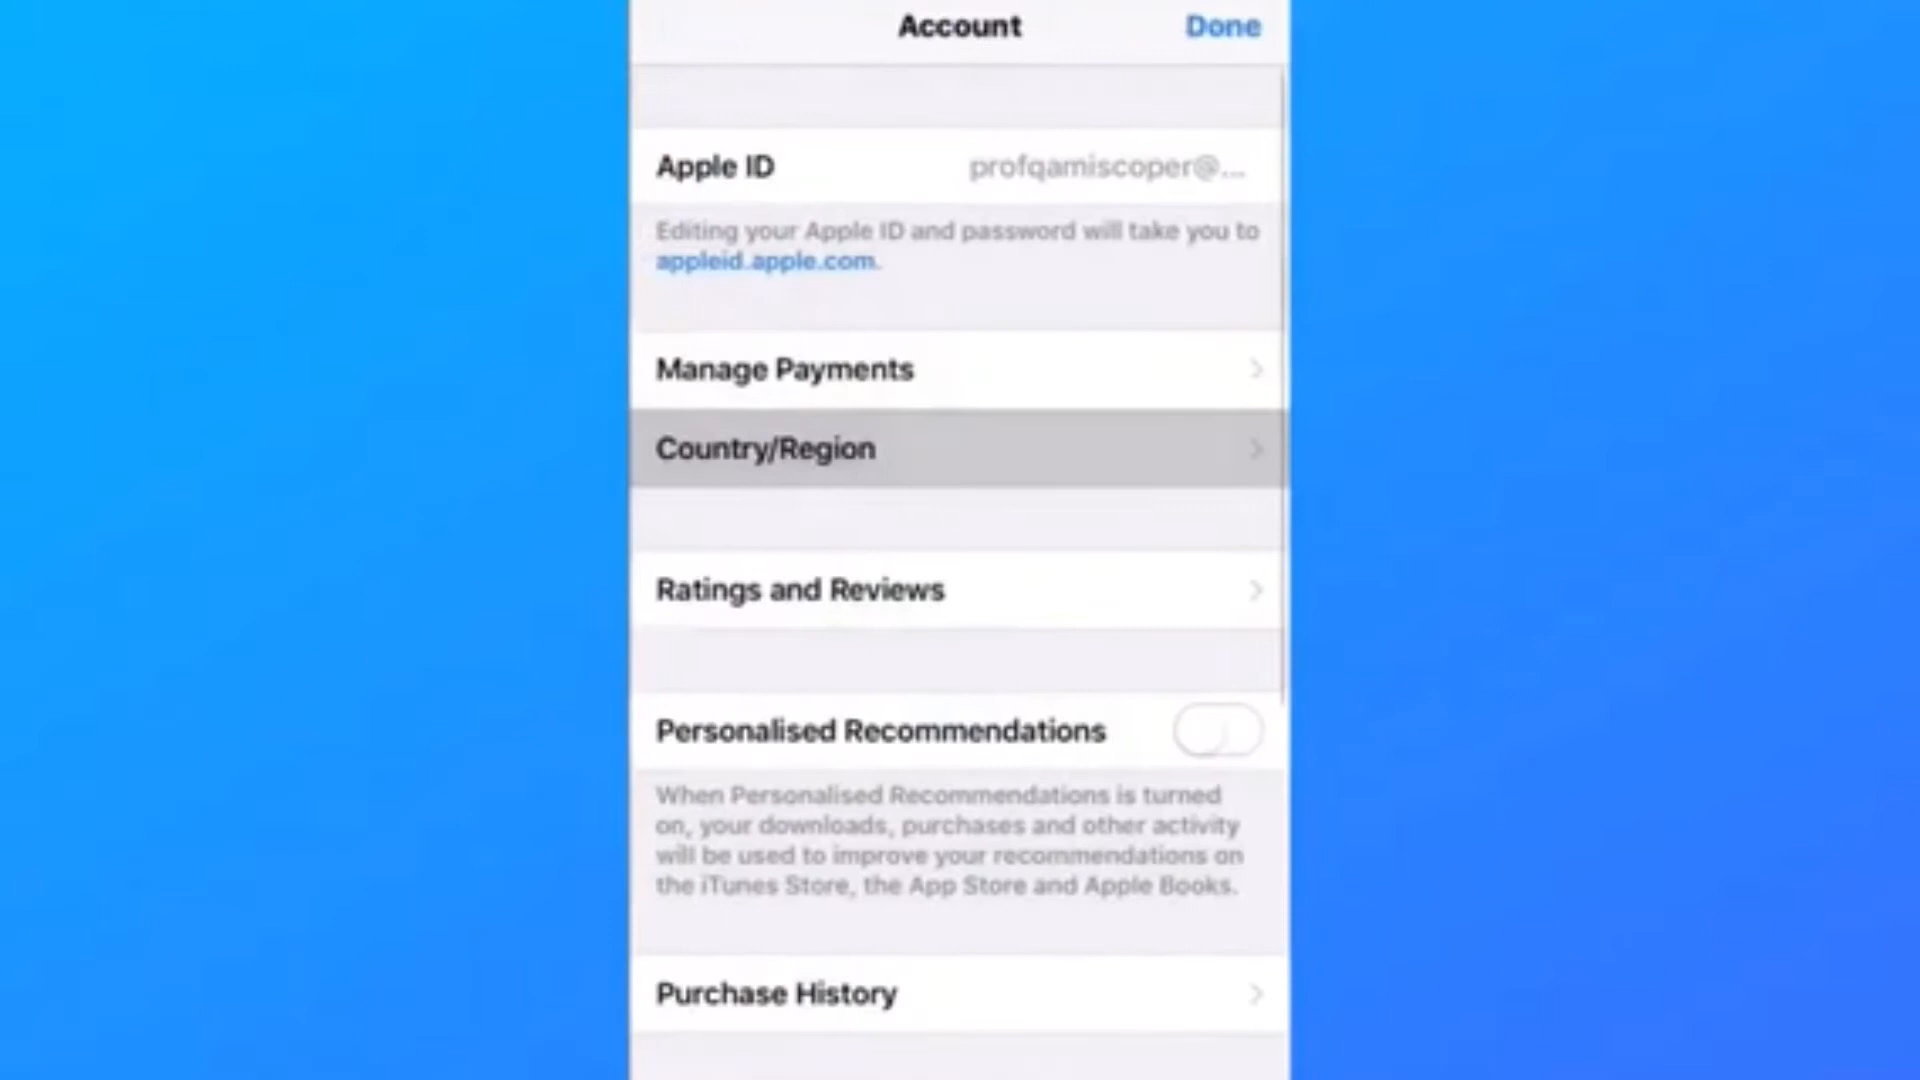 Account
Done
Apple ID
profqamiscoper@...
Editing your Apple ID and password will take you to
appleid.apple.com.
Manage Payments
Country/Region
Ratings and Reviews
Personalised Recommendations
When Personalised Recommendations is turned
on, your downloads, purchases and other activity
will be used to improve your recommendations on
the iTunes Store, the App Store and Apple Books.
Purchase History